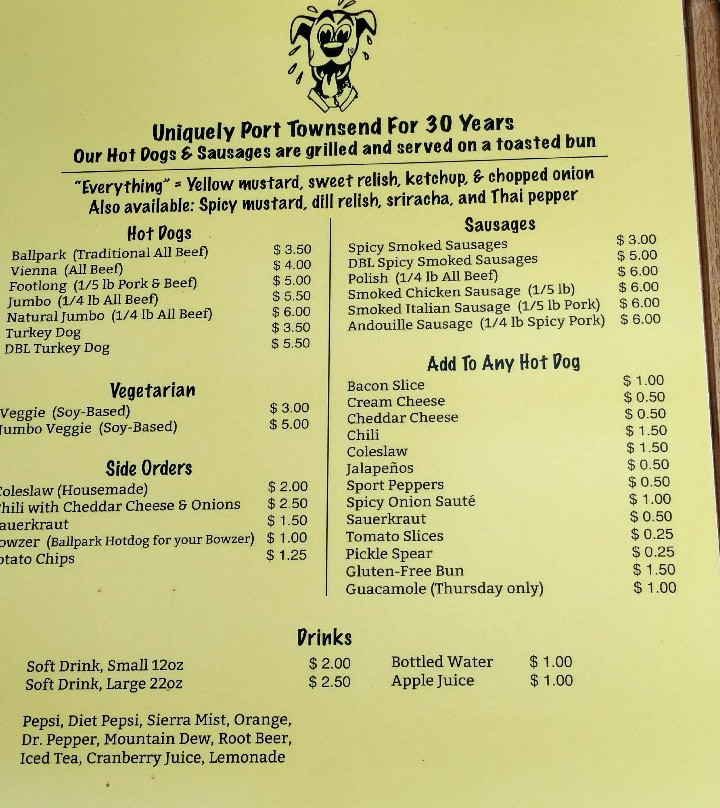 Uniquely Port Townsend For 30 Years
Our Hot Dogs & Sausages are grilled and served on a toasted bun
"Everything" = Yellow mustard, sweet relish, ketchup, & chopped onion
Also available: Spicy mustard, dill relish, sriracha, and Thai pepper
Hot Dogs
Ballpark (Traditional All Beef) $ 3.50
Vienna (All Beef) $ 4.00
Footlong (1/5 lb Pork & Beef) $ 5.00
Jumbo (1/4 lb All Beef) $ 5.50
Natural Jumbo (1/4 lb All Beef) $ 6.00
Turkey Dog $ 3.50
DBL Turkey Dog $ 5.50
Vegetarian
Veggie (Soy-Based) $ 3.00
Jumbo Veggie (Soy-Based) $ 5.00
Side Orders
Coleslaw (Housemade) $ 2.00
Chili with Cheddar Cheese & Onions $ 2.50
auerkraut $ 1.50
owzer (Ballpark Hotdog for your Bowzer) $ 1.00
otato Chips $ 1.25
Sausages
Spicy Smoked Sausages $ 3.00
DBL Spicy Smoked Sausages $ 5.00
Polish (1/4 lb All Beef) $ 6.00
Smoked Chicken Sausage (1/5 lb) $ 6.00
Smoked Italian Sausage (1/5 lb Pork) $ 6.00
Andouille Sausage (1/4 lb Spicy Pork) $ 6.00
Add To Any Hot Dog
Bacon Slice $ 1.00
Cream Cheese $ 0.50
Cheddar Cheese $ 0.50
Chili $ 1.50
Coleslaw $ 1.50
Jalapeños $ 0.50
Sport Peppers $ 0.50
Spicy Onion Sauté $ 1.00
Sauerkraut $ 0.50
Tomato Slices $ 0.25
Pickle Spear $ 0.25
Gluten-Free Bun $ 1.50
Guacamole (Thursday only) $ 1.00
Drinks
Soft Drink, Small 12oz $ 2.00
Soft Drink, Large 22oz $ 2.50
Bottled Water $ 1.00
Apple Juice $ 1.00
Pepsi, Diet Pepsi, Sierra Mist, Orange,
Dr. Pepper, Mountain Dew, Root Beer,
Iced Tea, Cranberry Juice, Lemonade